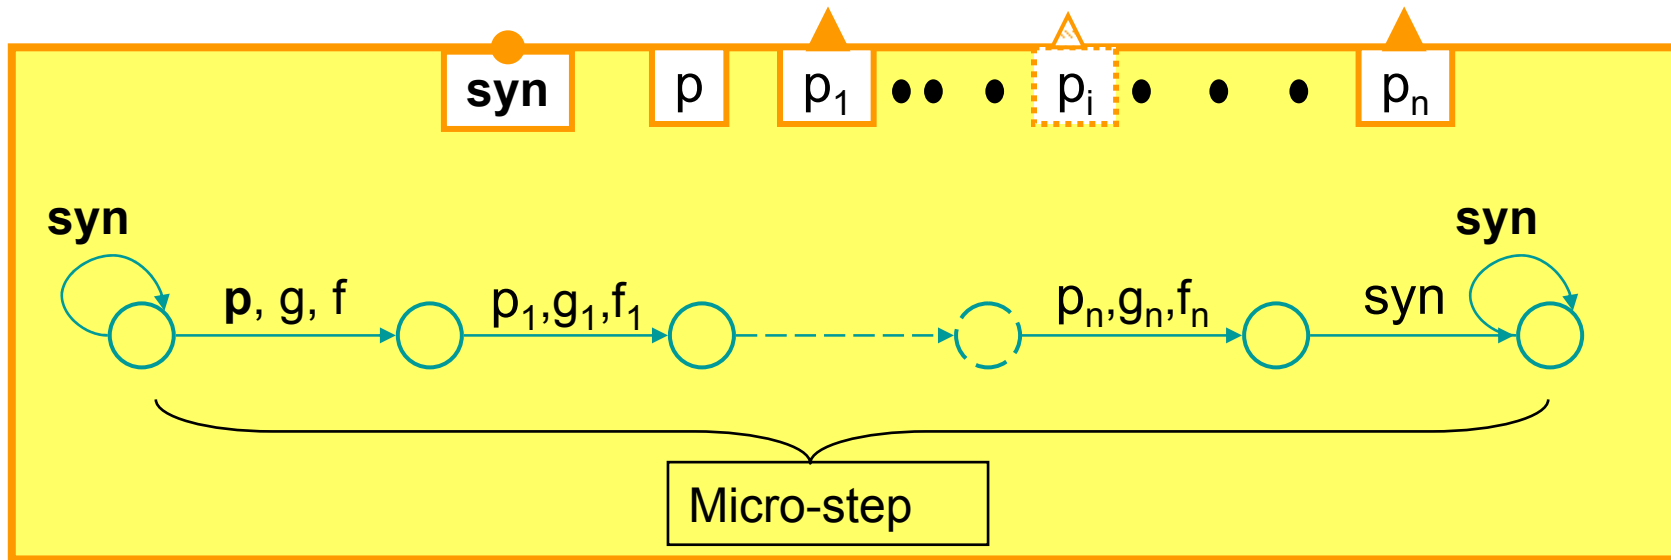 syn p p₁ pᵢ pₙ
syn syn
p, g, f p₁,g₁,f₁ pₙ,gₙ,fₙ syn
Micro-step